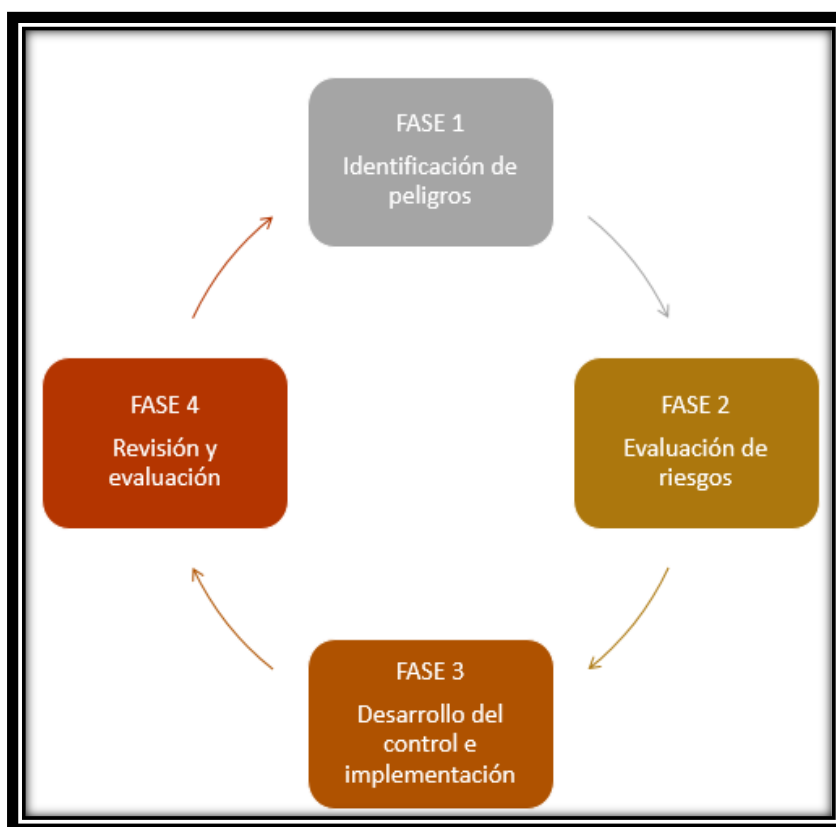 FASE 1
Identificación de
peligros
FASE 2
Evaluación de
riesgos
FASE 3
Desarrollo del
control e
implementación
FASE 4
Revisión y
evaluación